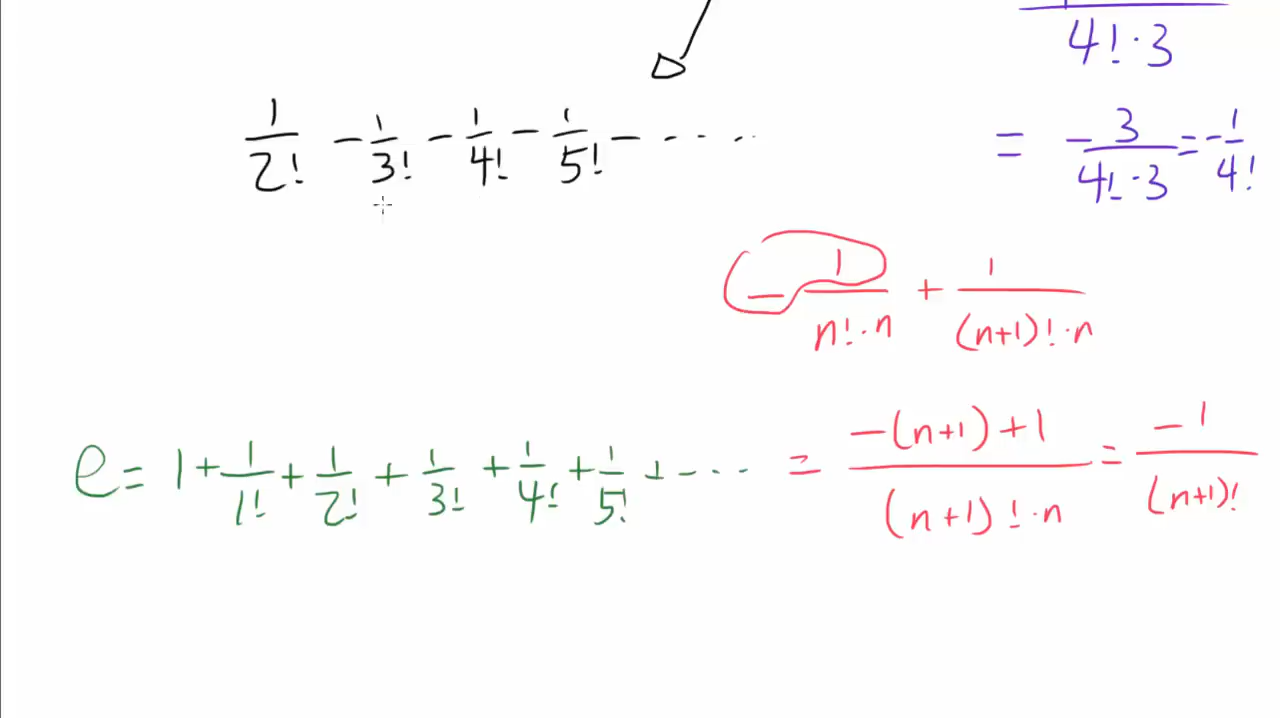 4!·3
1/2! - 1/3! - 1/4! - 1/5! - ····
= -3/(4!·3) = -1/4!
- 1/(n!·n) + 1/((n+1)!·n)
e = 1 + 1/1! + 1/2! + 1/3! + 1/4! + 1/5! + -···
= (-(n+1)+1)/((n+1)!·n) = -1/(n+1)!